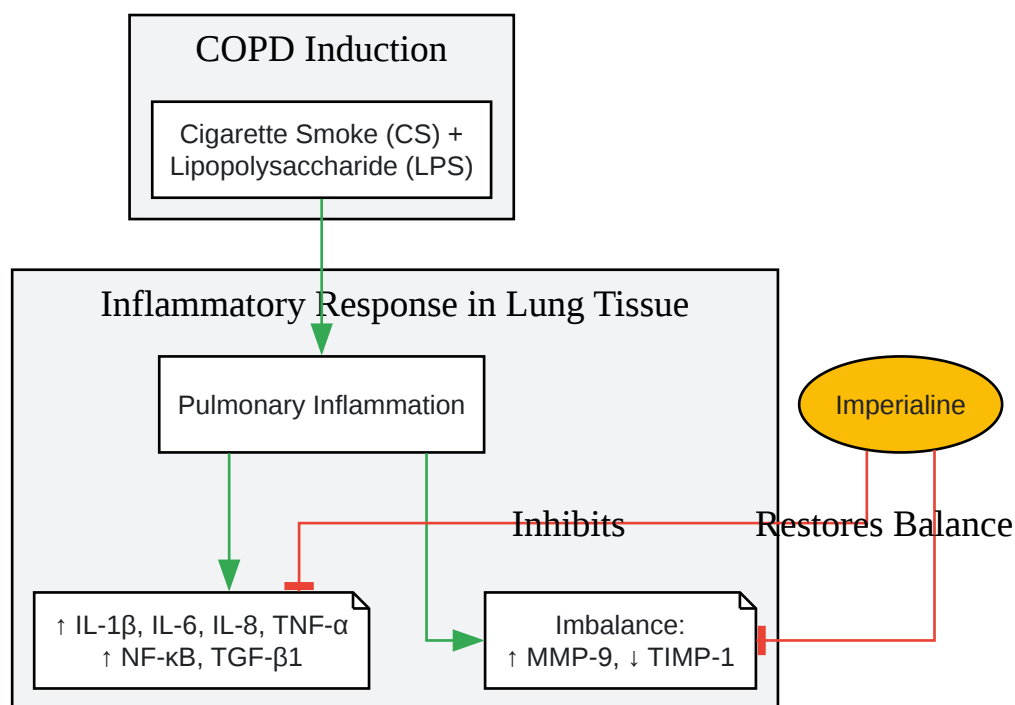 COPD Induction
Cigarette Smoke (CS) +
Lipopolysaccharide (LPS)
Inflammatory Response in Lung Tissue
Pulmonary Inflammation
Imperialine
Inhibits
Restores Balance
↑ IL-1β, IL-6, IL-8, TNF-α
↑ NF-κB, TGF-β1
Imbalance:
↑ MMP-9, ↓ TIMP-1